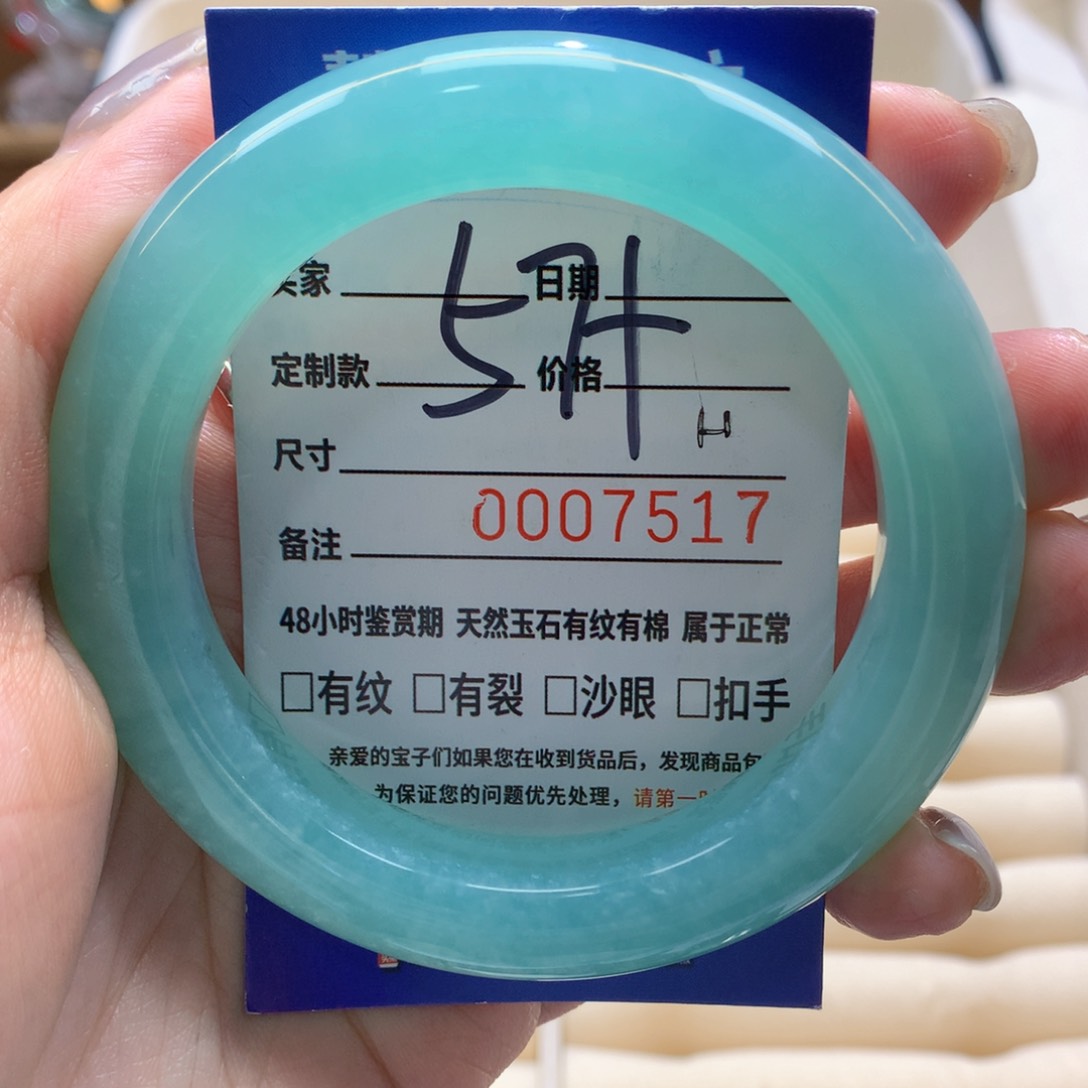 卖家 日期
定制款 价格
尺寸
0007517
备注
48小时鉴赏期 天然玉石有纹有棉 属于正常
□有纹 □有裂 □沙眼 □扣手
亲爱的宝子们如果您在收到货品后，发现商品包
为保证您的问题优先处理，请第一时